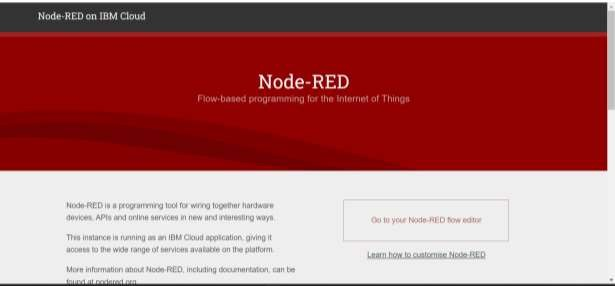 Node-RED on IBM Cloud
Node-RED
Flow-based programming for the Internet of Things
Node-RED is a programming tool for wiring together hardware
devices, APIs and online services in new and interesting ways.
This instance is running as an IBM Cloud application, giving it
access to the wide range of services available on the platform.
More information about Node-RED, including documentation, can be
found at nodered.org.
Go to your Node-RED flow editor
Learn how to customise Node-RED